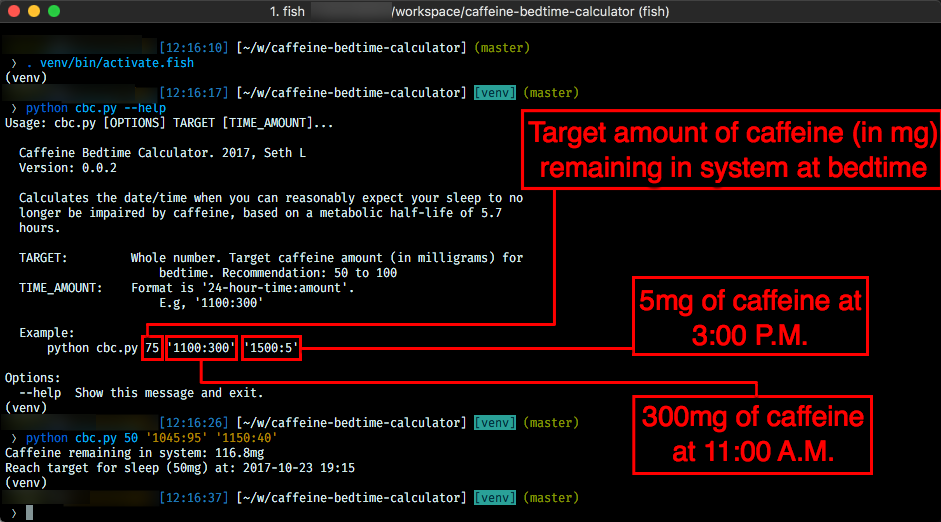 1. fish /workspace/caffeine-bedtime-calculator (fish)
[12:16:10] [~/w/caffeine-bedtime-calculator] (master)
› . venv/bin/activate.fish
(venv)
[12:16:17] [~/w/caffeine-bedtime-calculator] [venv] (master)
› python cbc.py --help
Usage: cbc.py [OPTIONS] TARGET [TIME_AMOUNT]...
Caffeine Bedtime Calculator. 2017, Seth L
Version: 0.0.2
Calculates the date/time when you can reasonably expect your sleep to no
longer be impaired by caffeine, based on a metabolic half-life of 5.7
hours.
TARGET: Whole number. Target caffeine amount (in milligrams) for
bedtime. Recommendation: 50 to 100
TIME_AMOUNT: Format is '24-hour-time:amount'.
E.g, '1100:300'
Example:
python cbc.py 75 '1100:300' '1500:5'
Options:
--help Show this message and exit.
(venv)
[12:16:26] [~/w/caffeine-bedtime-calculator] [venv] (master)
› python cbc.py 50 '1045:95' '1150:40'
Caffeine remaining in system: 116.8mg
Reach target for sleep (50mg) at: 2017-10-23 19:15
(venv)
[12:16:37] [~/w/caffeine-bedtime-calculator] [venv] (master)
›
Target amount of caffeine (in mg)
remaining in system at bedtime
5mg of caffeine at
3:00 P.M.
300mg of caffeine
at 11:00 A.M.